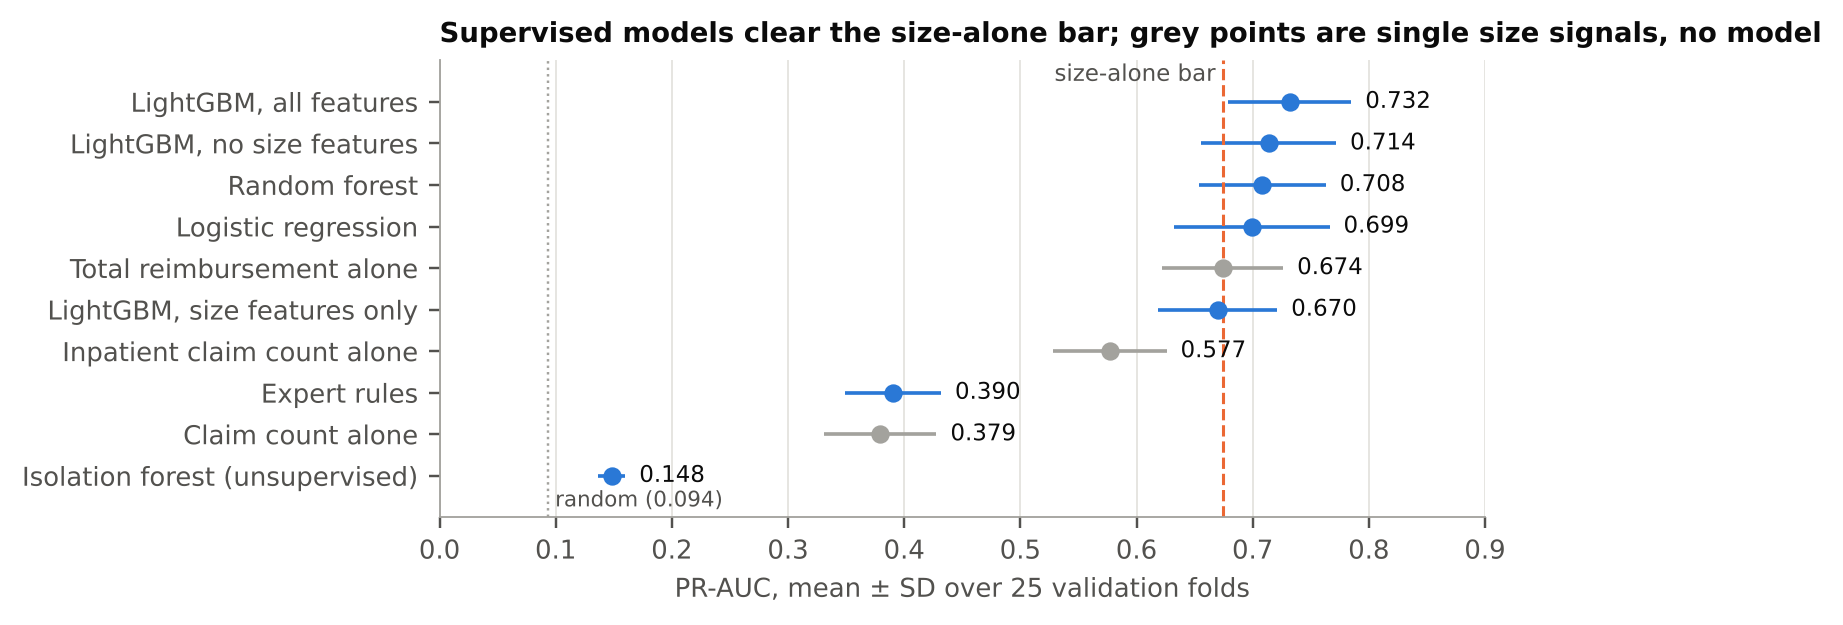 Supervised models clear the size-alone bar; grey points are single size signals, no model
size-alone bar
LightGBM, all features 0.732
LightGBM, no size features 0.714
Random forest 0.708
Logistic regression 0.699
Total reimbursement alone 0.674
LightGBM, size features only 0.670
Inpatient claim count alone 0.577
Expert rules 0.390
Claim count alone 0.379
Isolation forest (unsupervised) 0.148
random (0.094)
0.0 0.1 0.2 0.3 0.4 0.5 0.6 0.7 0.8 0.9
PR-AUC, mean ± SD over 25 validation folds